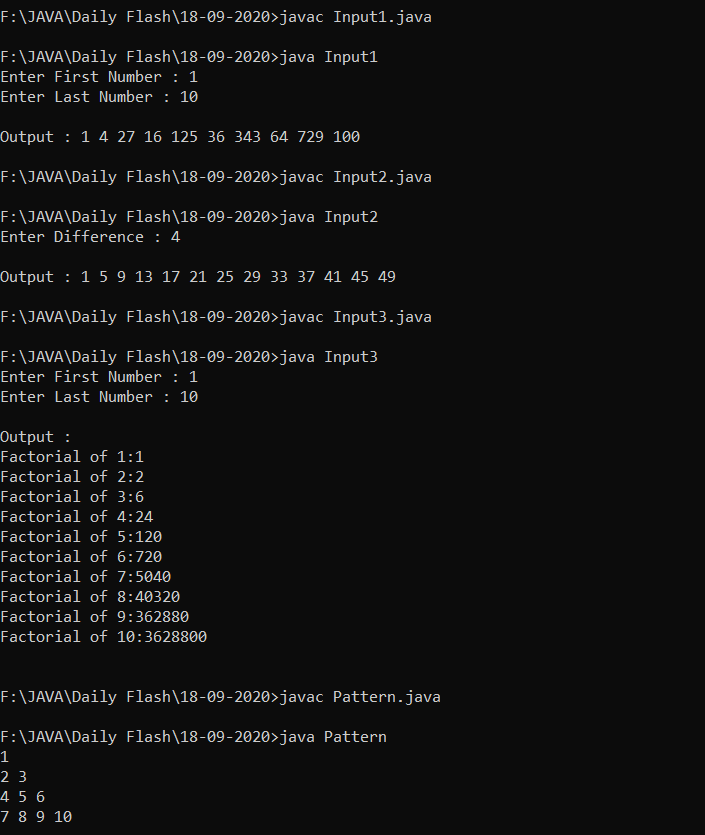 F:\JAVA\Daily Flash\18-09-2020>javac Input1.java
F:\JAVA\Daily Flash\18-09-2020>java Input1
Enter First Number : 1
Enter Last Number : 10
Output : 1 4 27 16 125 36 343 64 729 100
F:\JAVA\Daily Flash\18-09-2020>javac Input2.java
F:\JAVA\Daily Flash\18-09-2020>java Input2
Enter Difference : 4
Output : 1 5 9 13 17 21 25 29 33 37 41 45 49
F:\JAVA\Daily Flash\18-09-2020>javac Input3.java
F:\JAVA\Daily Flash\18-09-2020>java Input3
Enter First Number : 1
Enter Last Number : 10
Output :
Factorial of 1:1
Factorial of 2:2
Factorial of 3:6
Factorial of 4:24
Factorial of 5:120
Factorial of 6:720
Factorial of 7:5040
Factorial of 8:40320
Factorial of 9:362880
Factorial of 10:3628800
F:\JAVA\Daily Flash\18-09-2020>javac Pattern.java
F:\JAVA\Daily Flash\18-09-2020>java Pattern
1
2 3
4 5 6
7 8 9 10